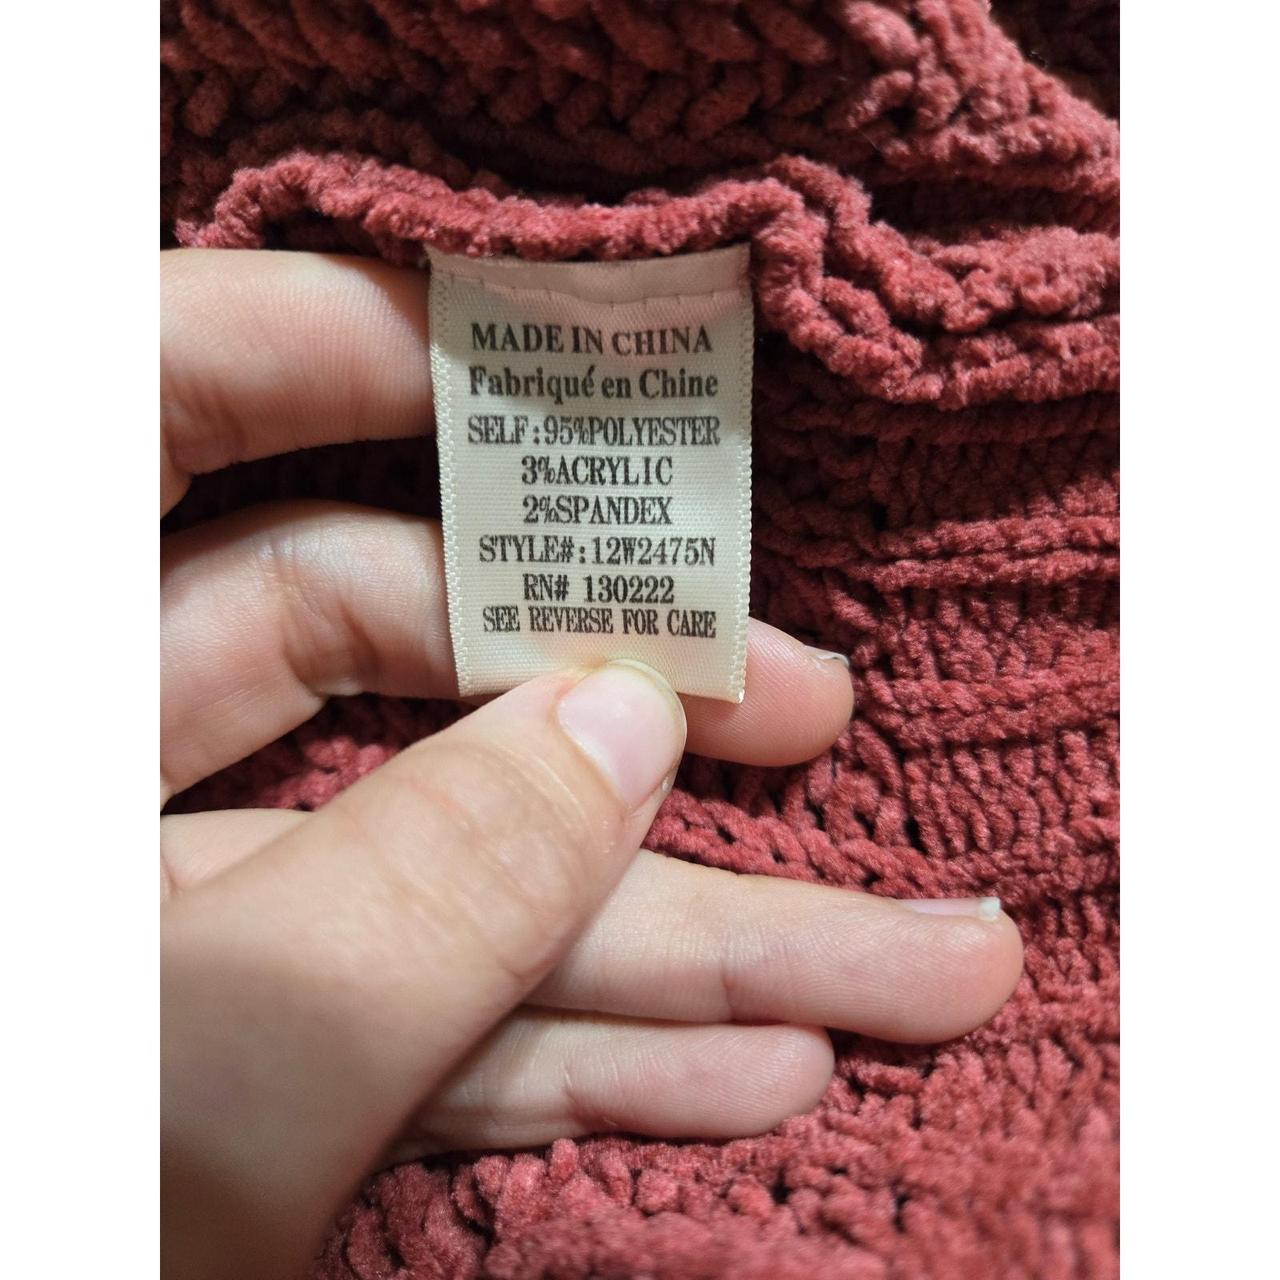 MADE IN CHINA
Fabriqué en Chine
SELF:95%POLYESTER
3%ACRYLIC
2%SPANDEX
STYLE#:12W2475N
RN# 130222
SEE REVERSE FOR CARE